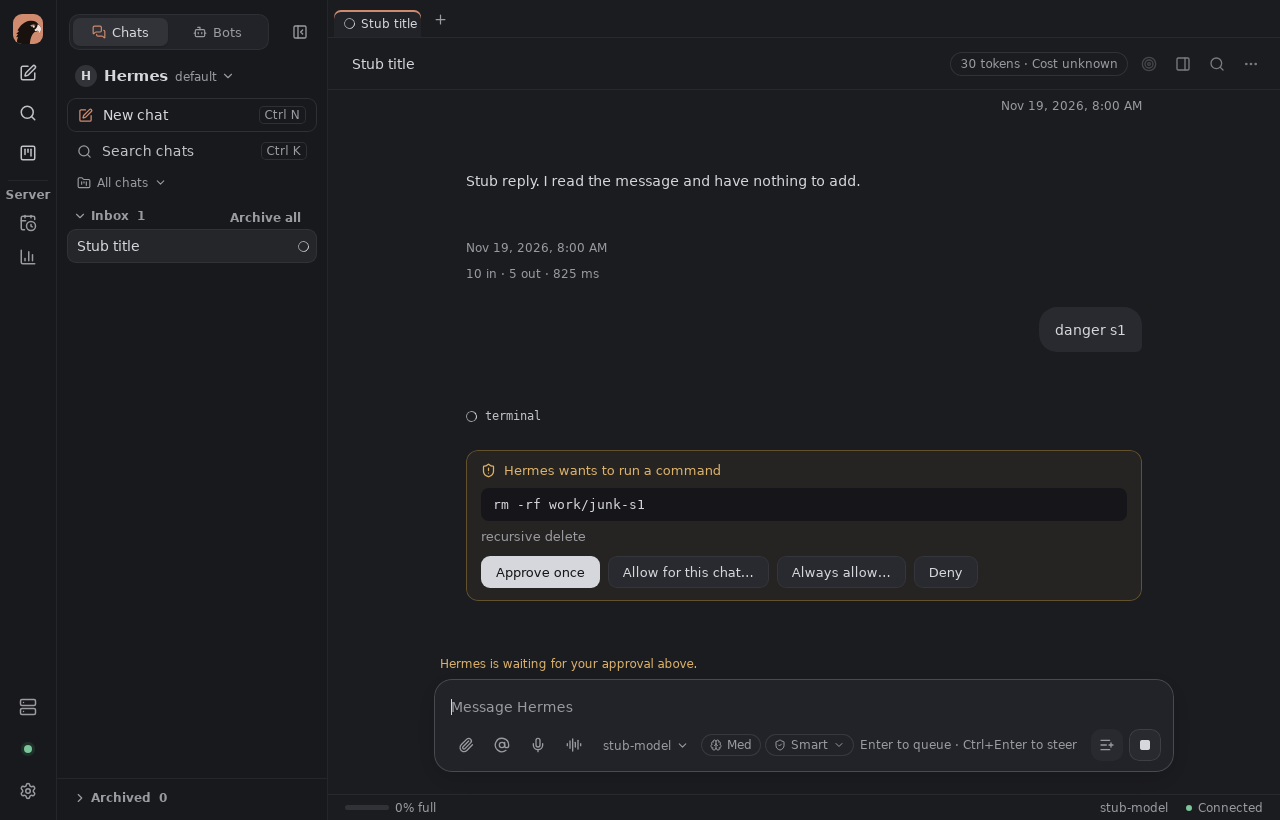 Chats
Bots
Server
H Hermes default
New chat Ctrl N
Search chats Ctrl K
All chats
Inbox 1 Archive all
Stub title
Archived 0
Stub title
Stub title
30 tokens · Cost unknown
Nov 19, 2026, 8:00 AM
Stub reply. I read the message and have nothing to add.
Nov 19, 2026, 8:00 AM
10 in · 5 out · 825 ms
danger s1
terminal
Hermes wants to run a command
rm -rf work/junk-s1
recursive delete
Approve once
Allow for this chat…
Always allow…
Deny
Hermes is waiting for your approval above.
Message Hermes
stub-model Med Smart Enter to queue · Ctrl+Enter to steer
0% full
stub-model
Connected